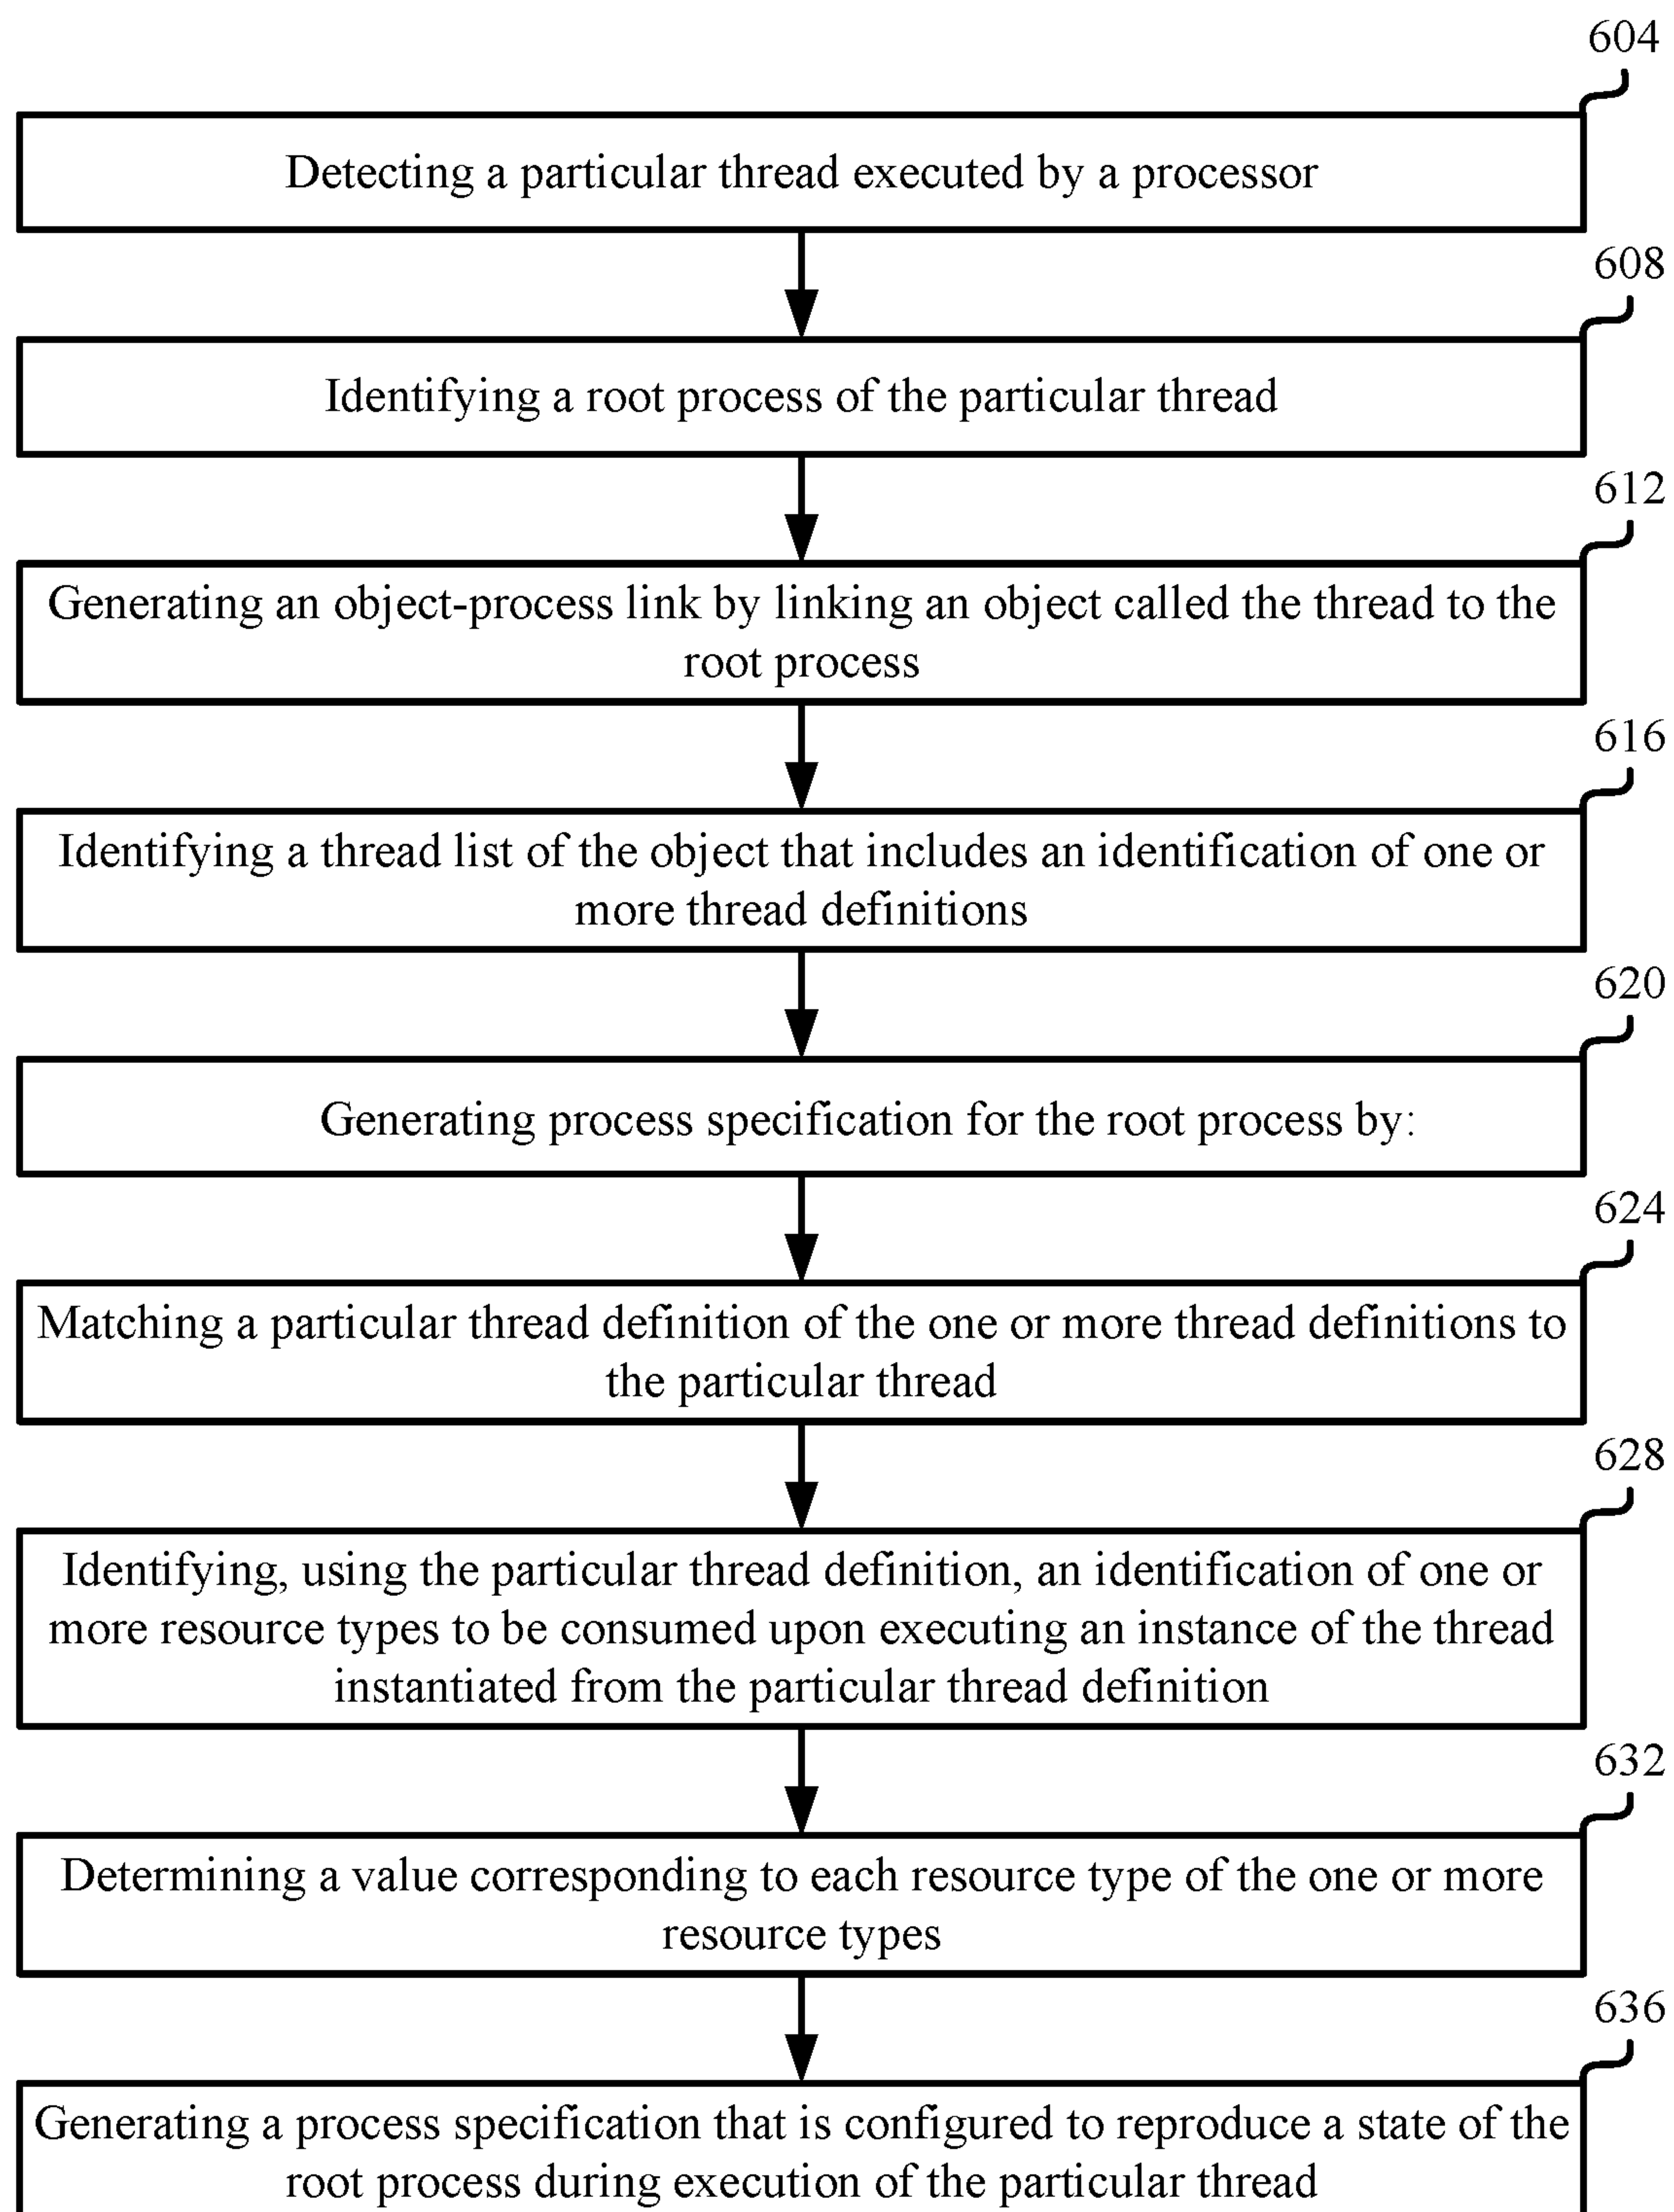 604
Detecting a particular thread executed by a processor
608
Identifying a root process of the particular thread
612
Generating an object-process link by linking an object called the thread to the
root process
616
Identifying a thread list of the object that includes an identification of one or
more thread definitions
620
Generating process specification for the root process by:
624
Matching a particular thread definition of the one or more thread definitions to
the particular thread
628
Identifying, using the particular thread definition, an identification of one or
more resource types to be consumed upon executing an instance of the thread
instantiated from the particular thread definition
632
Determining a value corresponding to each resource type of the one or more
resource types
636
Generating a process specification that is configured to reproduce a state of the
root process during execution of the particular thread